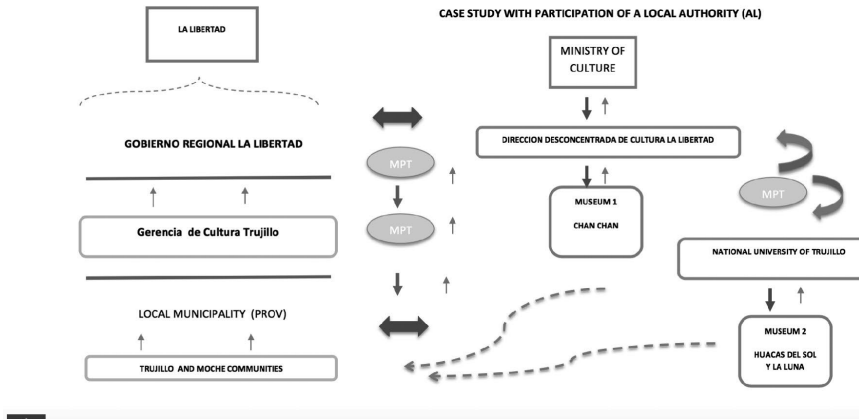 CASE STUDY WITH PARTICIPATION OF A LOCAL AUTHORITY (AL)
LA LIBERTAD
MINISTRY OF
CULTURE
GOBIERNO REGIONAL LA LIBERTAD
DIRECCION DESCONCENTRADA DE CULTURA LA LIBERTAD
MPT
MPT
MUSEUM 1
CHAN CHAN
Gerencia de Cultura Trujillo
MPT
NATIONAL UNIVERSITY OF TRUJILLO
LOCAL MUNICIPALITY (PROV)
MUSEUM 2
HUACAS DEL SOL
Y LA LUNA
TRUJILLO AND MOCHE COMMUNITIES